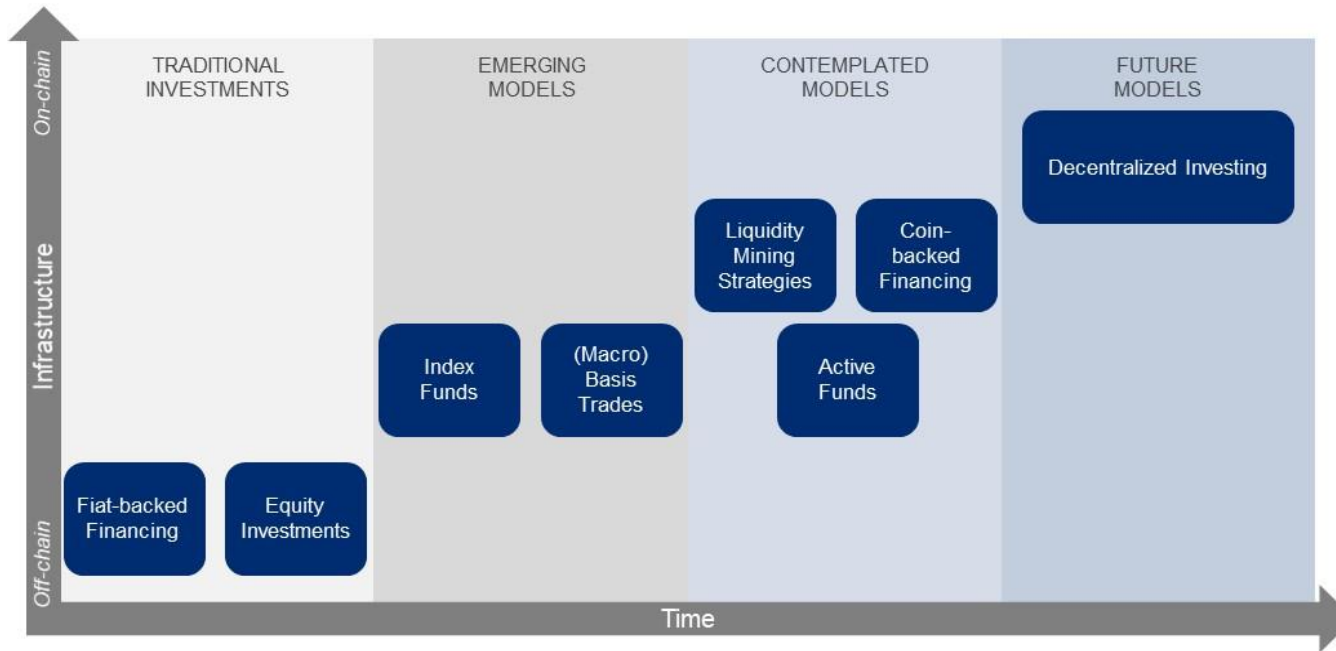 On-chain
Infrastructure
Off-chain
TRADITIONAL
INVESTMENTS
EMERGING
MODELS
CONTEMPLATED
MODELS
FUTURE
MODELS
Decentralized Investing
Liquidity
Mining
Strategies
Coin-
backed
Financing
Index
Funds
(Macro)
Basis
Trades
Active
Funds
Fiat-backed
Financing
Equity
Investments
Time